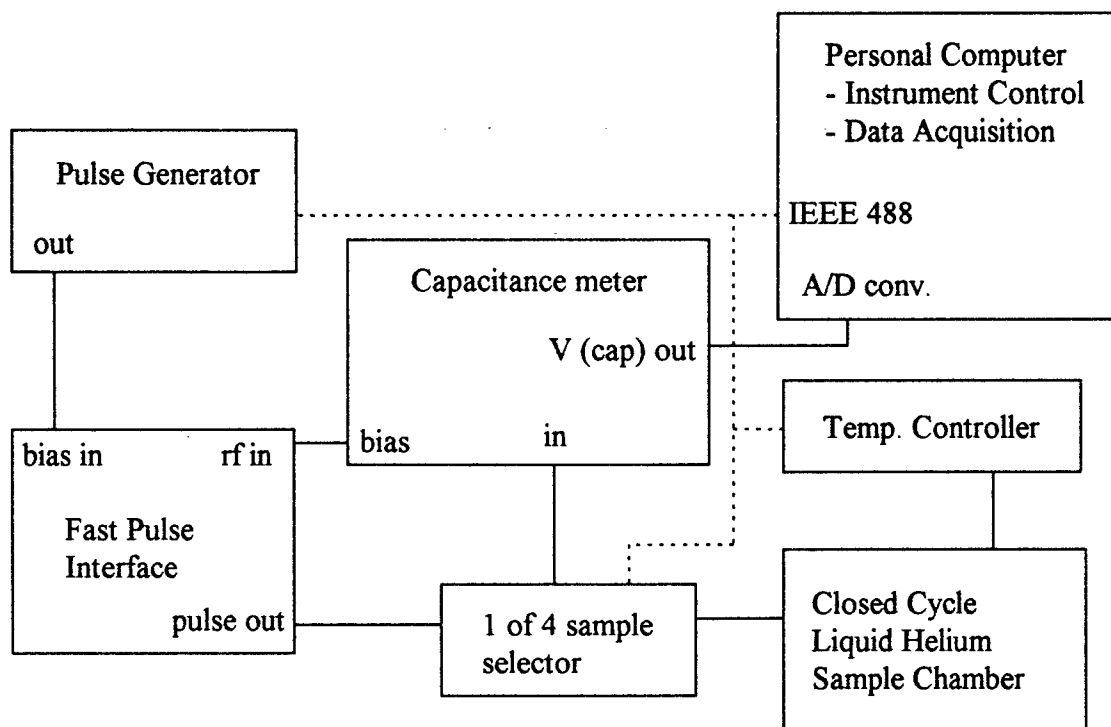 Personal Computer
- Instrument Control
- Data Acquisition
Pulse Generator
IEEE 488
out
Capacitance meter
A/D conv.
V (cap) out
Temp. Controller
bias in
rf in
bias
in
Fast Pulse
Interface
pulse out
1 of 4 sample
selector
Closed Cycle
Liquid Helium
Sample Chamber